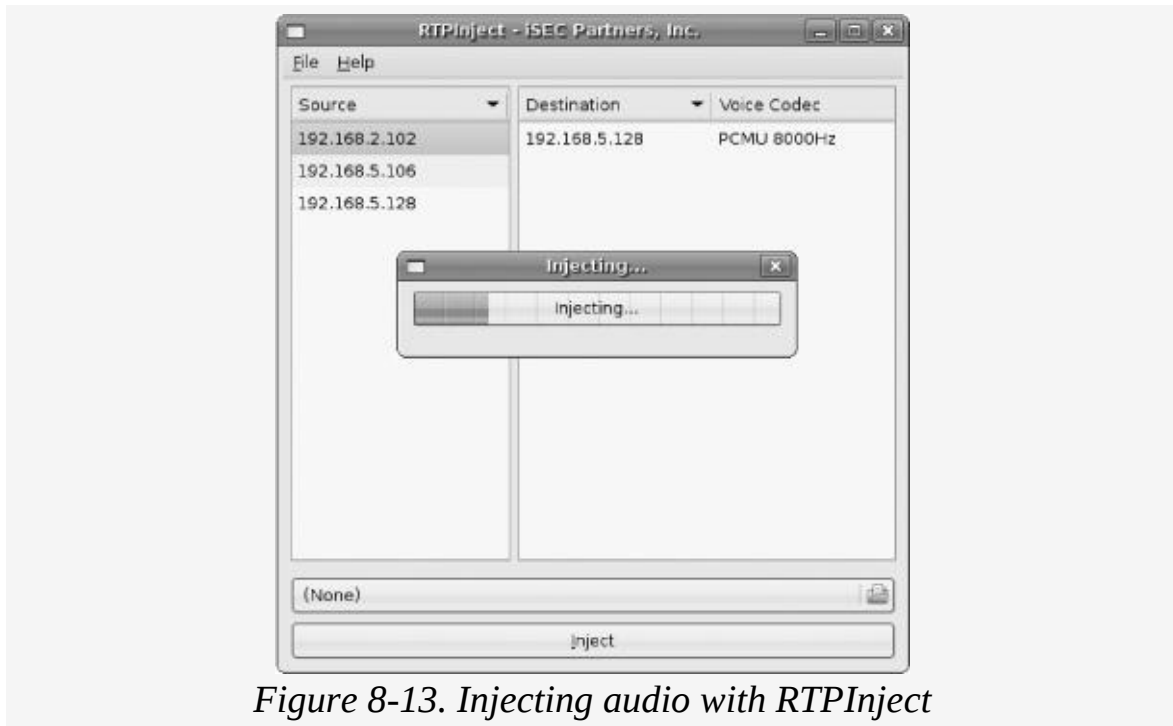 RTPInject - iSEC Partners, Inc.
File Help
Source Destination Voice Codec
192.168.2.102 192.168.5.128 PCMU 8000Hz
192.168.5.106
192.168.5.128
Injecting...
Injecting...
(None)
Inject
Figure 8-13. Injecting audio with RTPInject